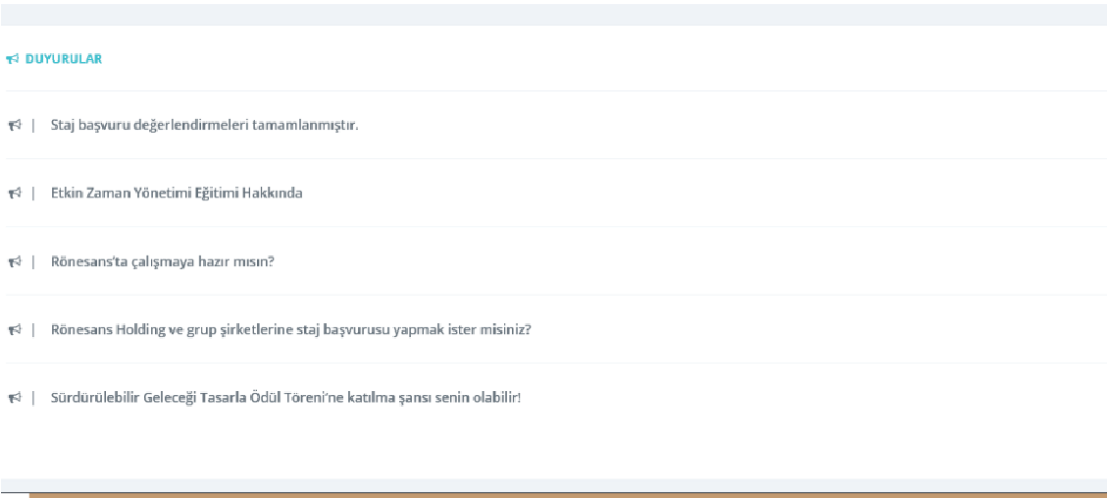 DUYURULAR
| Staj başvuru değerlendirmeleri tamamlanmıştır.
| Etkin Zaman Yönetimi Eğitimi Hakkında
| Rönesans'ta çalışmaya hazır mısın?
| Rönesans Holding ve grup şirketlerine staj başvurusu yapmak ister misiniz?
| Sürdürülebilir Geleceği Tasarla Ödül Töreni'ne katılma şansı senin olabilir!